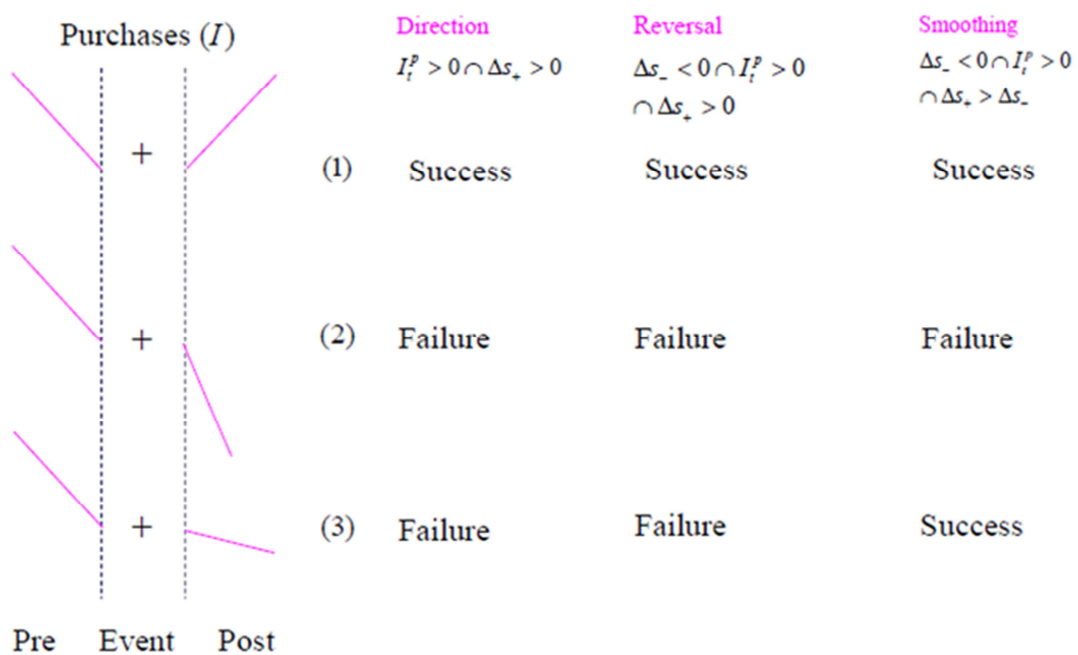 Purchases (I)
Direction
Reversal
Smoothing
I_t^p > 0 ∩ Δs_+ > 0
Δs_- < 0 ∩ I_t^p > 0
∩ Δs_+ > 0
Δs_- < 0 ∩ I_t^p > 0
∩ Δs_+ > Δs_-
+
(1)
Success
Success
Success
+
(2)
Failure
Failure
Failure
+
(3)
Failure
Failure
Success
Pre
Event
Post